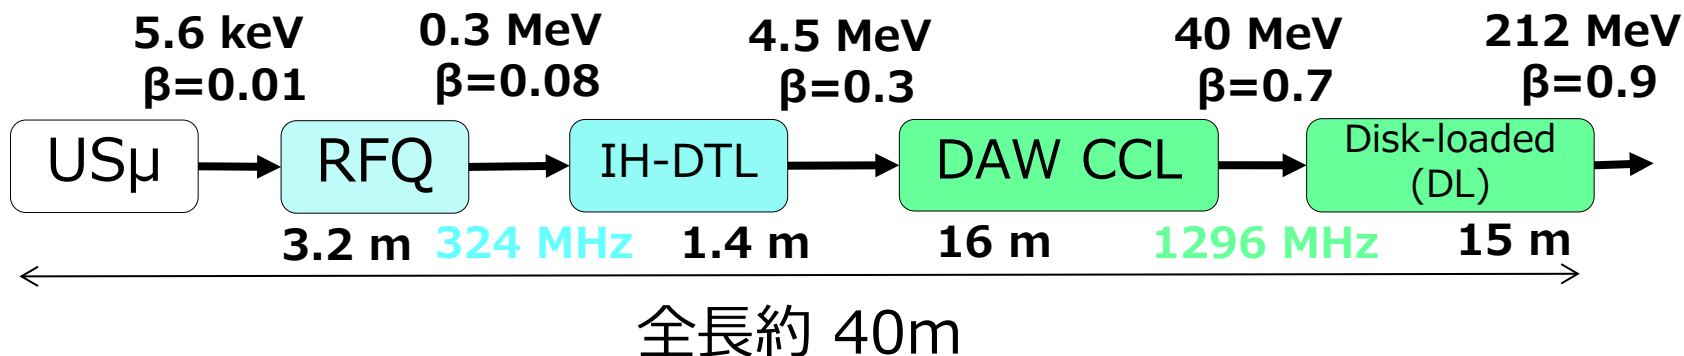 5.6 keV
β=0.01
0.3 MeV
β=0.08
4.5 MeV
β=0.3
40 MeV
β=0.7
212 MeV
β=0.9
USμ
RFQ
IH-DTL
DAW CCL
Disk-loaded
(DL)
3.2 m
324 MHz
1.4 m
16 m
1296 MHz
15 m
全長約 40m